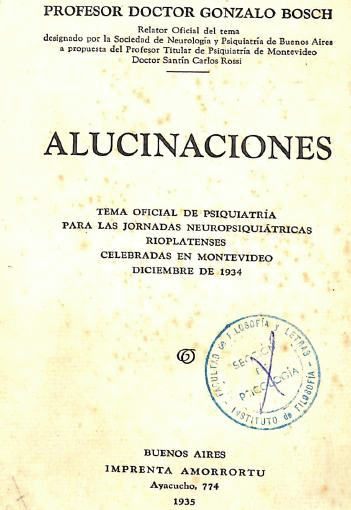 PROFESOR DOCTOR GONZALO BOSCH
Relator Oficial del tema
designado por la Sociedad de Neurología y Psiquiatría de Buenos Aires
a propuesta del Profesor Titular de Psiquiatría de Montevideo
Doctor Santín Carlos Rossi
ALUCINACIONES
TEMA OFICIAL DE PSIQUIATRÍA
PARA LAS JORNADAS NEUROPSIQUIÁTRICAS
RIOPLATENSES
CELEBRADAS EN MONTEVIDEO
DICIEMBRE DE 1934
FACULTAD DE FILOSOFÍA Y LETRAS
SECCIÓN
PSICOLOGÍA
INSTITUTO de FILOSOFÍA
BUENOS AIRES
IMPRENTA AMORRORTU
Ayacucho, 774
1935